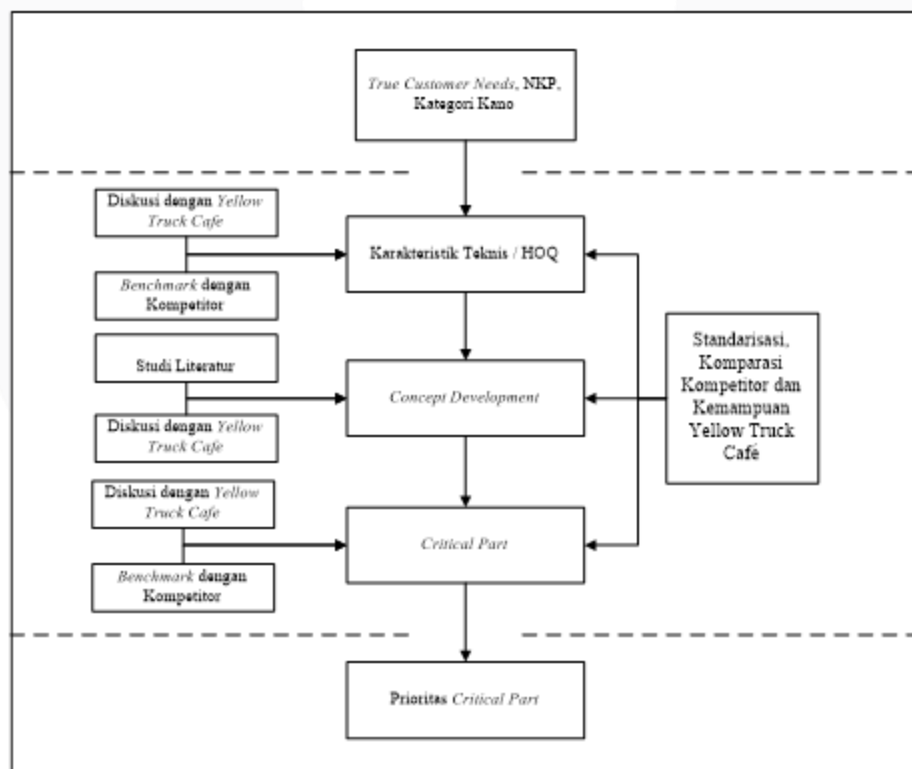 True Customer Needs, NKP,
Kategori Kano
Diskusi dengan Yellow
Truck Cafe
Karakteristik Teknis / HOQ
Benchmark dengan
Kompetitor
Studi Literatur
Concept Development
Diskusi dengan Yellow
Truck Cafe
Standarisasi,
Komparasi
Kompetitor dan
Kemampuan
Yellow Truck
Café
Diskusi dengan Yellow
Truck Cafe
Critical Part
Benchmark dengan
Kompetitor
Prioritas Critical Part